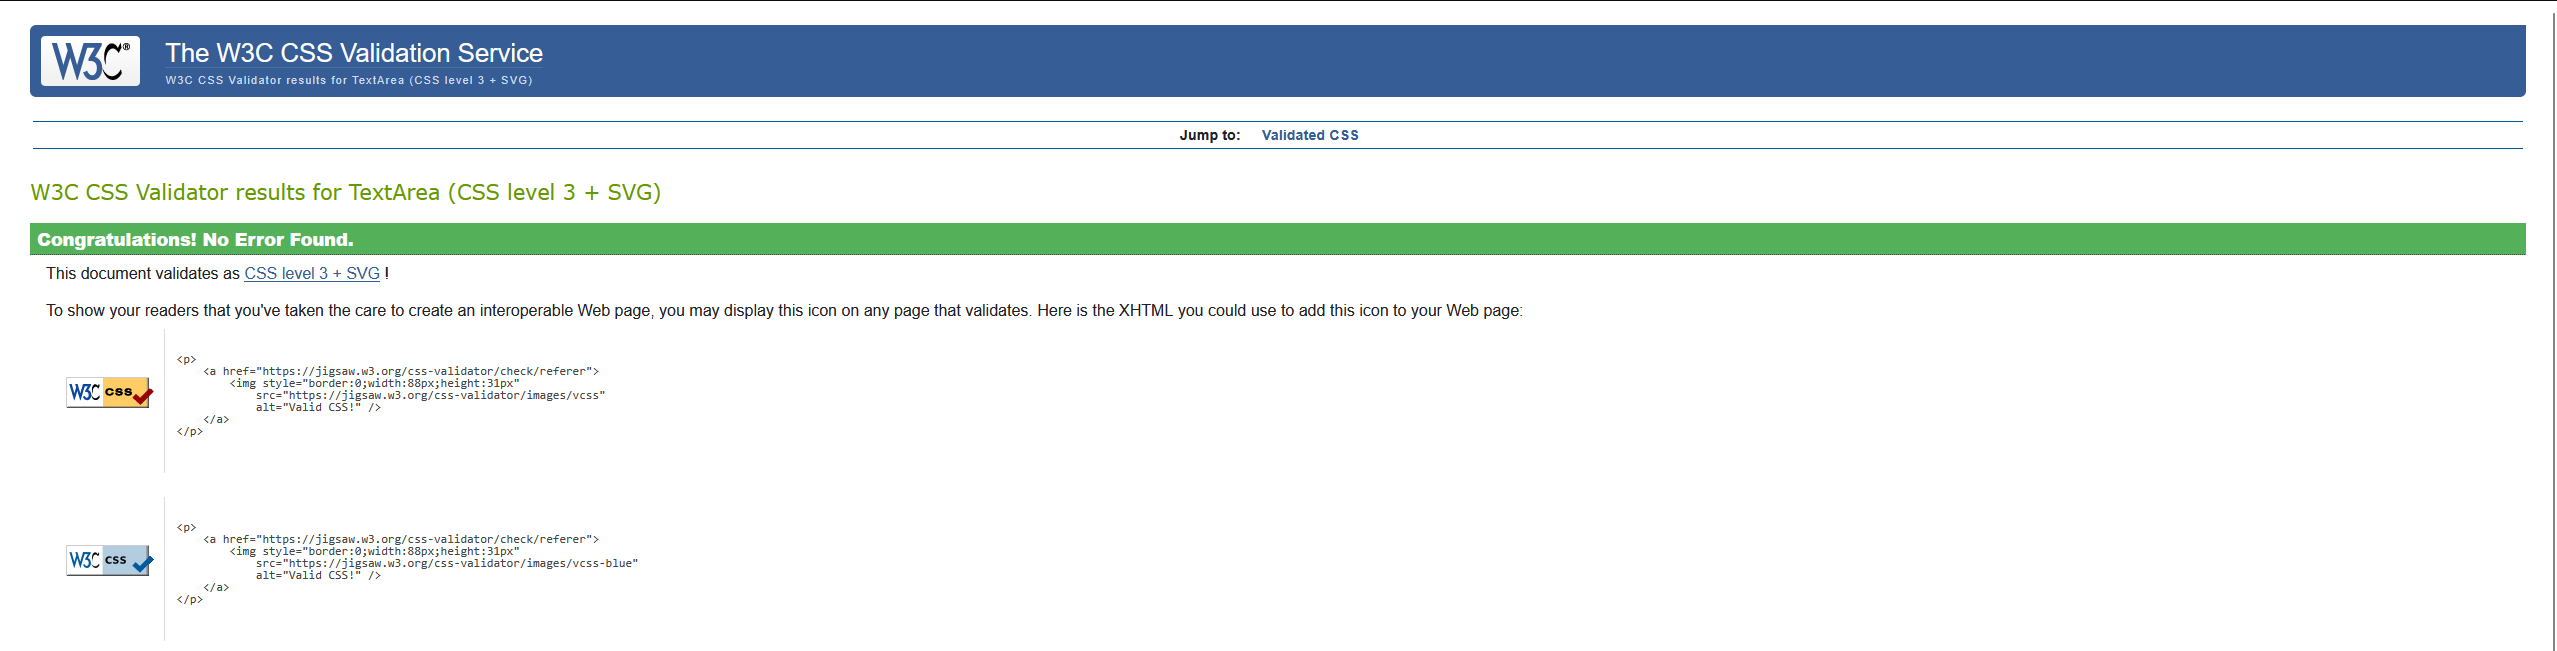 W3C®
The W3C CSS Validation Service
W3C CSS Validator results for TextArea (CSS level 3 + SVG)
Jump to: Validated CSS
W3C CSS Validator results for TextArea (CSS level 3 + SVG)
Congratulations! No Error Found.
This document validates as CSS level 3 + SVG !
To show your readers that you've taken the care to create an interoperable Web page, you may display this icon on any page that validates. Here is the XHTML you could use to add this icon to your Web page:
W3C css
<p>
    <a href="https://jigsaw.w3.org/css-validator/check/referer">
        <img style="border:0;width:88px;height:31px"
            src="https://jigsaw.w3.org/css-validator/images/vcss"
            alt="Valid CSS!" />
    </a>
</p>
W3C css
<p>
    <a href="https://jigsaw.w3.org/css-validator/check/referer">
        <img style="border:0;width:88px;height:31px"
            src="https://jigsaw.w3.org/css-validator/images/vcss-blue"
            alt="Valid CSS!" />
    </a>
</p>